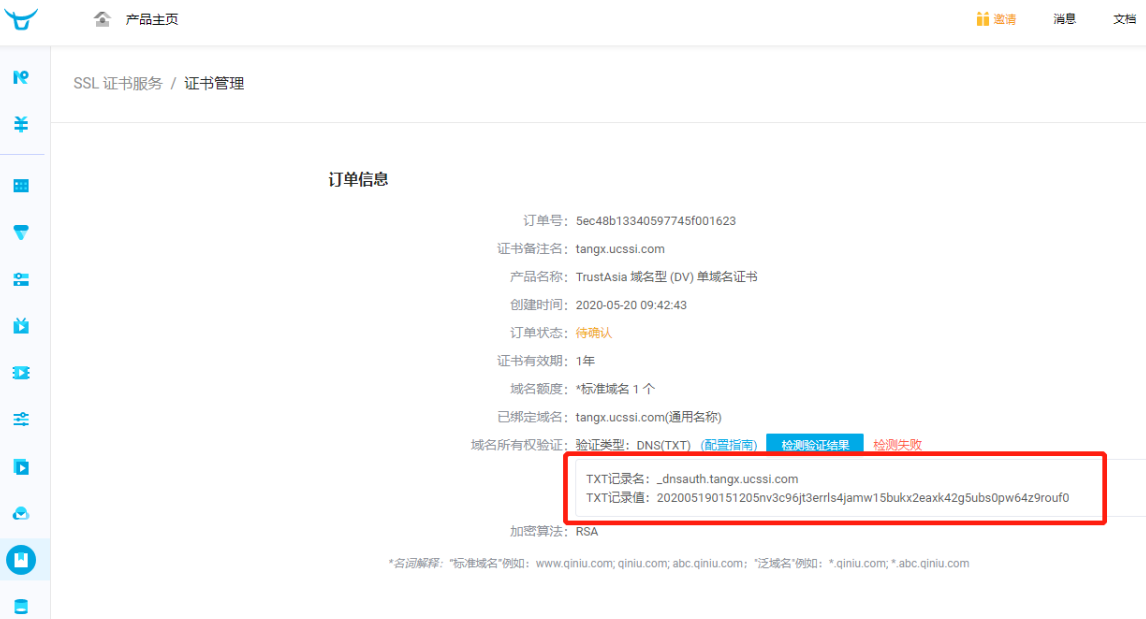 产品主页
邀请
消息
文档
SSL 证书服务 / 证书管理
订单信息
订单号： 5ec48b13340597745f001623
证书备注名： tangx.ucssi.com
产品名称： TrustAsia 域名型 (DV) 单域名证书
创建时间： 2020-05-20 09:42:43
订单状态： 待确认
证书有效期： 1年
域名额度： *标准域名 1 个
已绑定域名： tangx.ucssi.com(通用名称)
域名所有权验证： 验证类型： DNS(TXT) (配置指南) 检测验证结果 检测失败
TXT记录名： _dnsauth.tangx.ucssi.com
TXT记录值： 202005190151205nv3c96jt3errls4jamw15bukx2eaxk42g5ubs0pw64z9rouf0
加密算法： RSA
*名词解释： "标准域名"例如： www.qiniu.com; qiniu.com; abc.qiniu.com； "泛域名"例如： *.qiniu.com; *.abc.qiniu.com